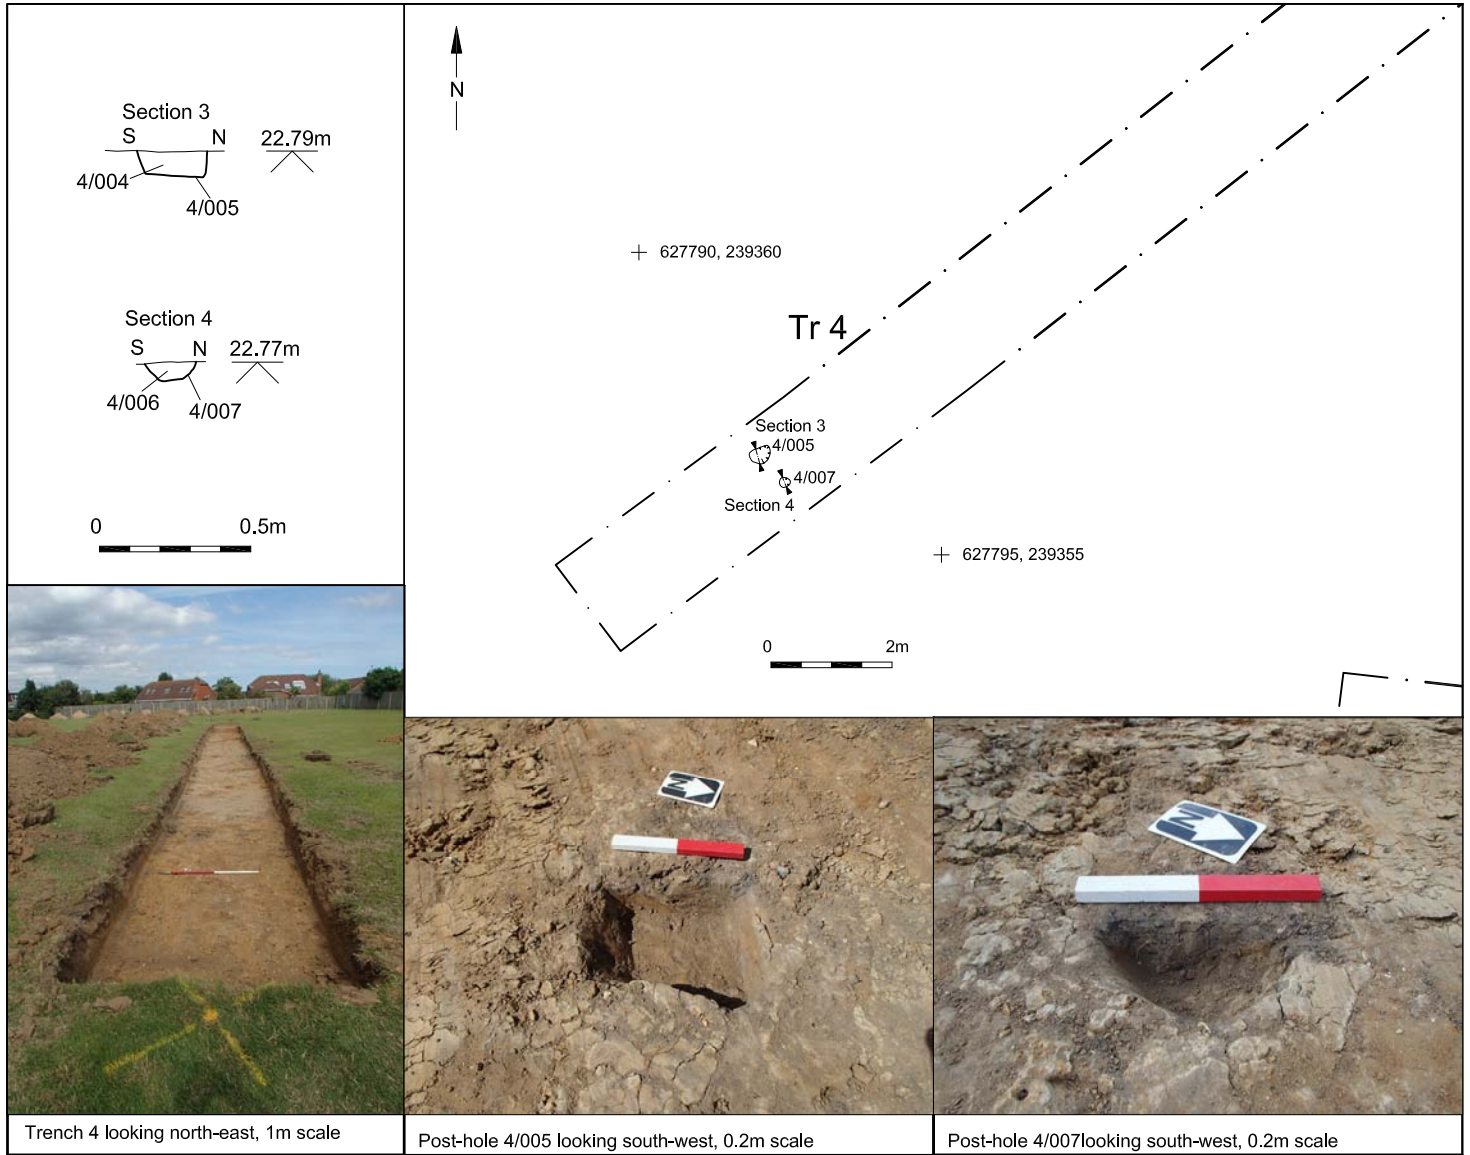 Section 3
S N 22.79m
4/004
4/005
Section 4
S N 22.77m
4/006 4/007
0 0.5m
N
627790, 239360
Tr 4
Section 3
4/005
4/007
Section 4
627795, 239355
0 2m
N
N
Trench 4 looking north-east, 1m scale
Post-hole 4/005 looking south-west, 0.2m scale
Post-hole 4/007looking south-west, 0.2m scale